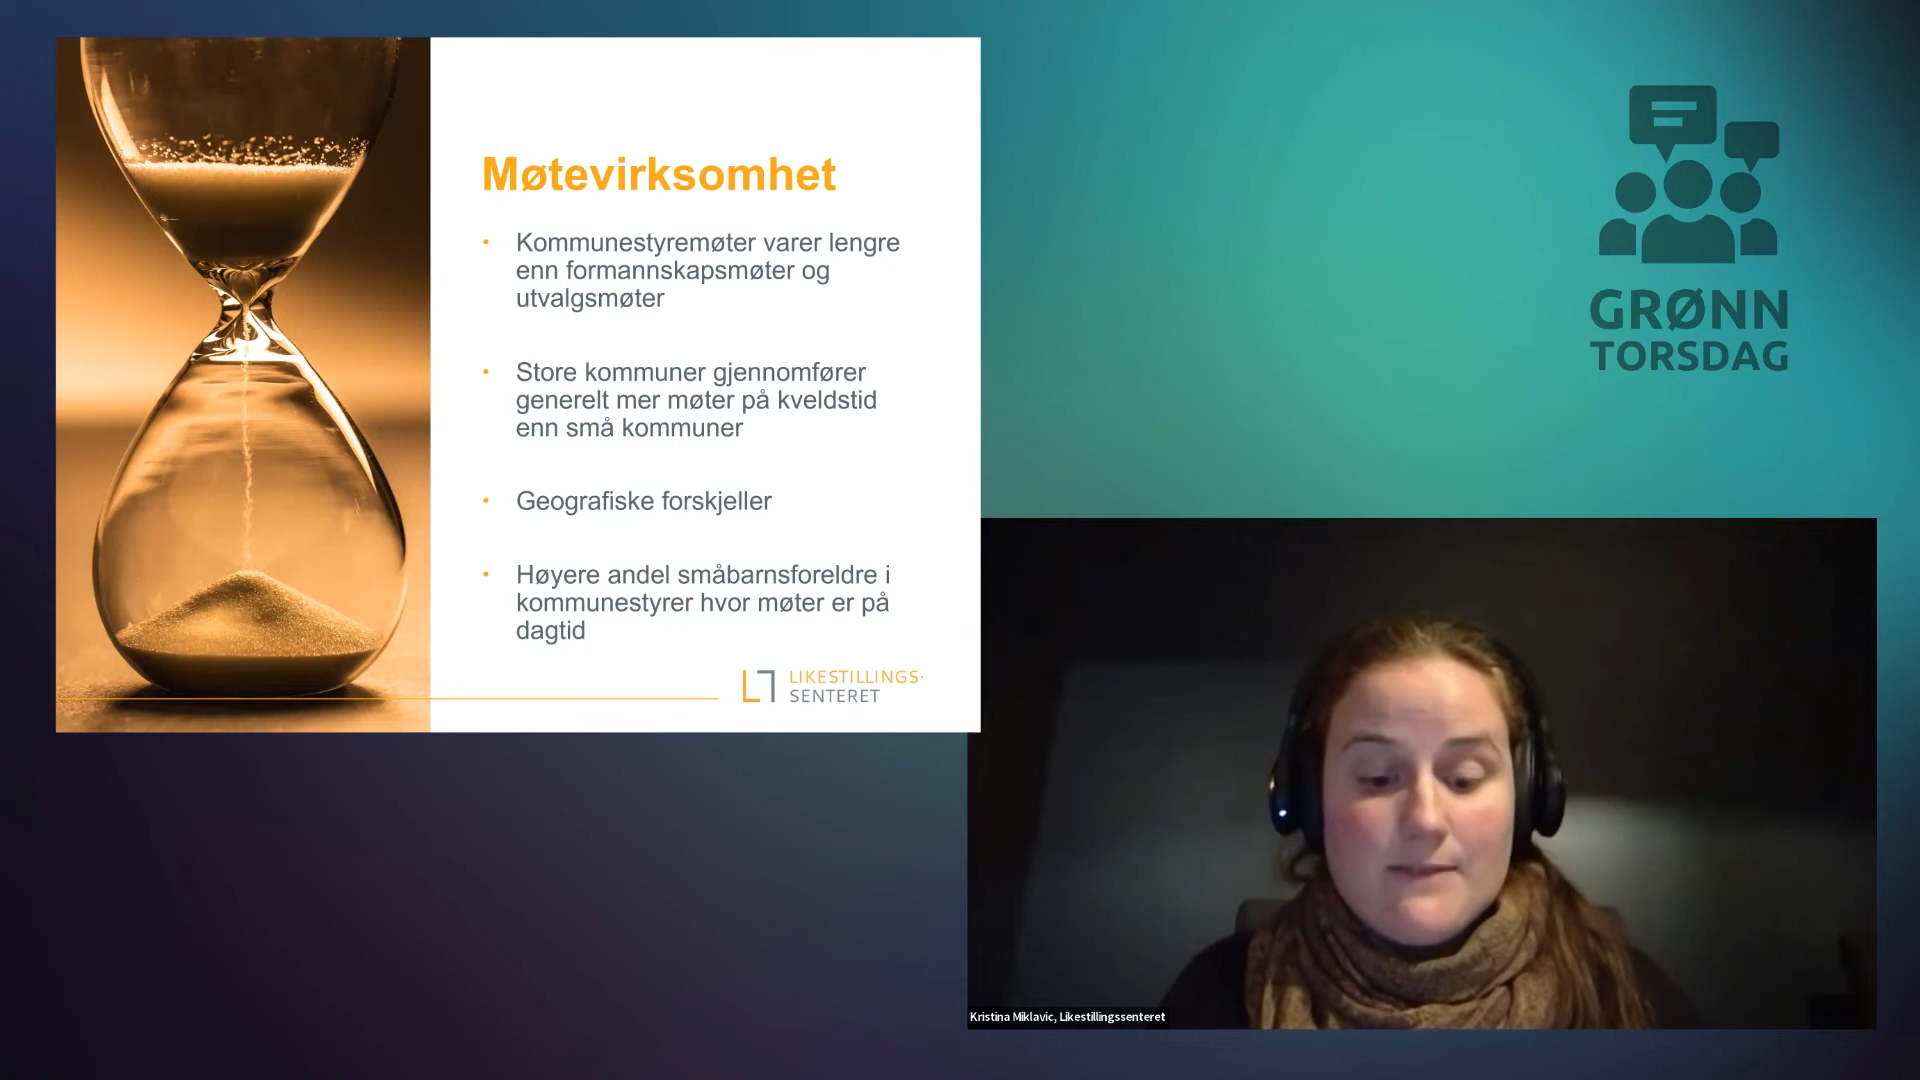 Møtevirksomhet
• Kommunestyremøter varer lengre
enn formannskapsmøter og
utvalgsmøter
• Store kommuner gjennomfører
generelt mer møter på kveldstid
enn små kommuner
• Geografiske forskjeller
• Høyere andel småbarnsforeldre i
kommunestyrer hvor møter er på
dagtid
LIKESTILLINGS·
SENTERET
GRØNN
TORSDAG
Kristina Miklavic, Likestillingssenteret